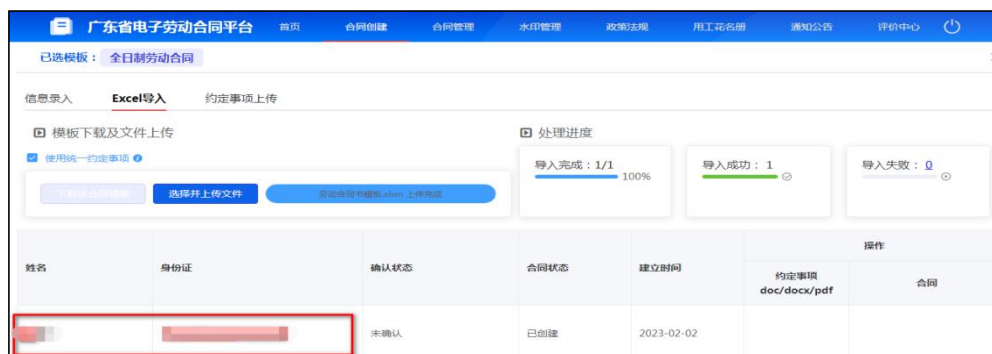 广东省电子劳动合同平台 首页 合同创建 合同管理 水印管理 政策法规 用工花名册 通知公告 评价中心
已选模板： 全日制劳动合同
信息录入 Excel导入 约定事项上传
模板下载及文件上传 处理进度
使用统一约定事项
导入完成：1/1 导入成功： 1 导入失败： 0
100%
选择并上传文件 劳动合同书模板.xlsm 上传完成
操作
姓名 身份证 确认状态 合同状态 建立时间
约定事项 合同
doc/docx/pdf
未确认 已创建 2023-02-02